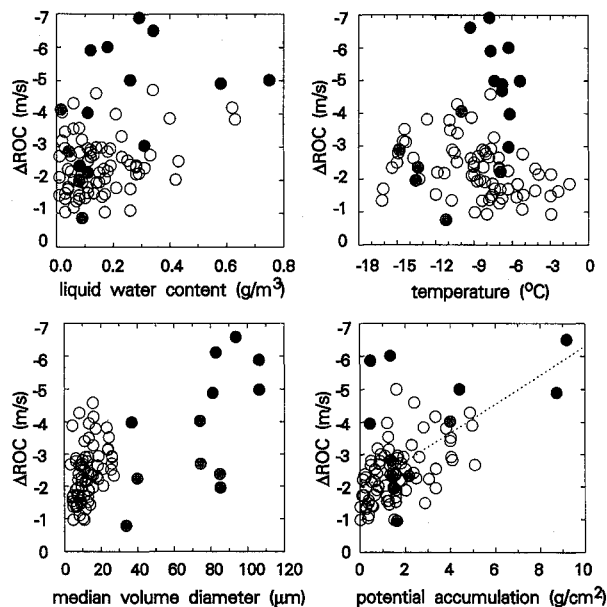 -7
-6
-5
-4
-3
-2
-1
0
ΔROC (m/s)
0.0 0.2 0.4 0.6 0.8
liquid water content (g/m³)
-7
-6
-5
-4
-3
-2
-1
0
ΔROC (m/s)
-18 -15 -12 -9 -6 -3 0
temperature (°C)
-7
-6
-5
-4
-3
-2
-1
0
ΔROC (m/s)
0 20 40 60 80 100 120
median volume diameter (μm)
-7
-6
-5
-4
-3
-2
-1
0
ΔROC (m/s)
0 2 4 6 8 10
potential accumulation (g/cm²)